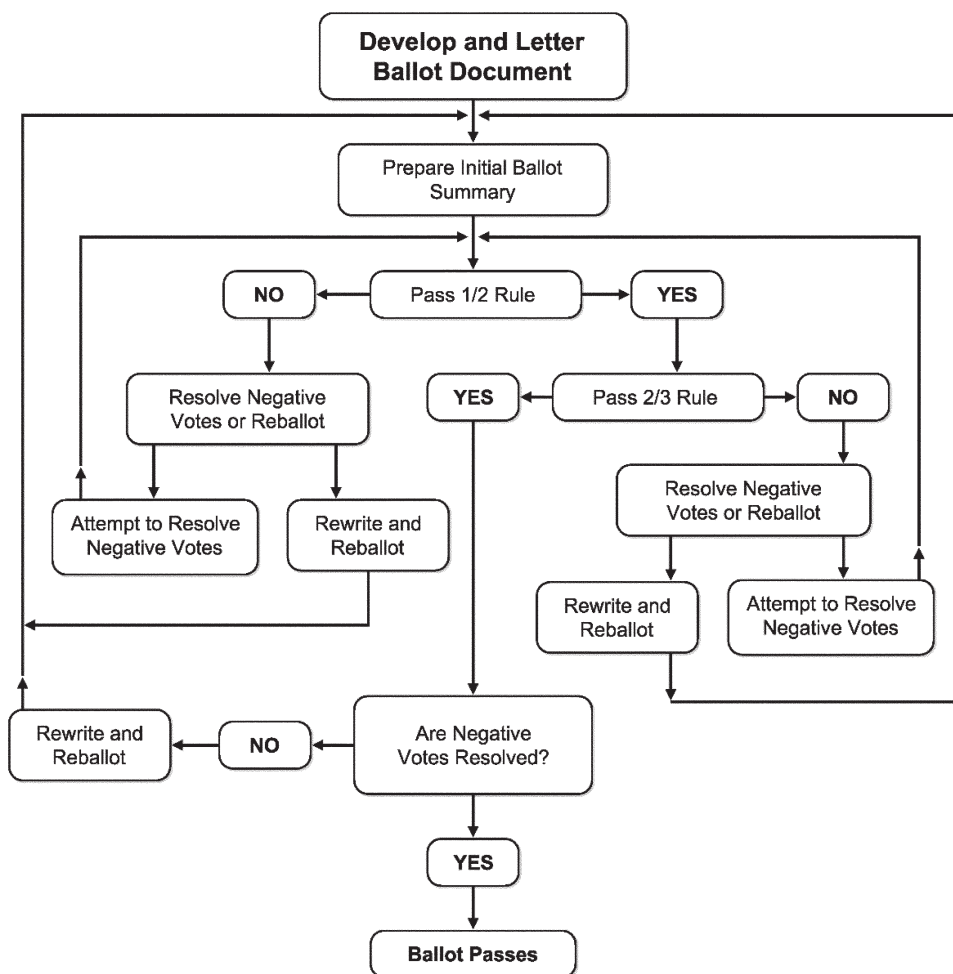 Develop and Letter
Ballot Document
Prepare Initial Ballot
Summary
NO
Pass 1/2 Rule
YES
Resolve Negative
Votes or Reballot
YES
Pass 2/3 Rule
NO
Attempt to Resolve
Negative Votes
Rewrite and
Reballot
Resolve Negative
Votes or Reballot
Rewrite and
Reballot
Attempt to Resolve
Negative Votes
Rewrite and
Reballot
NO
Are Negative
Votes Resolved?
YES
Ballot Passes